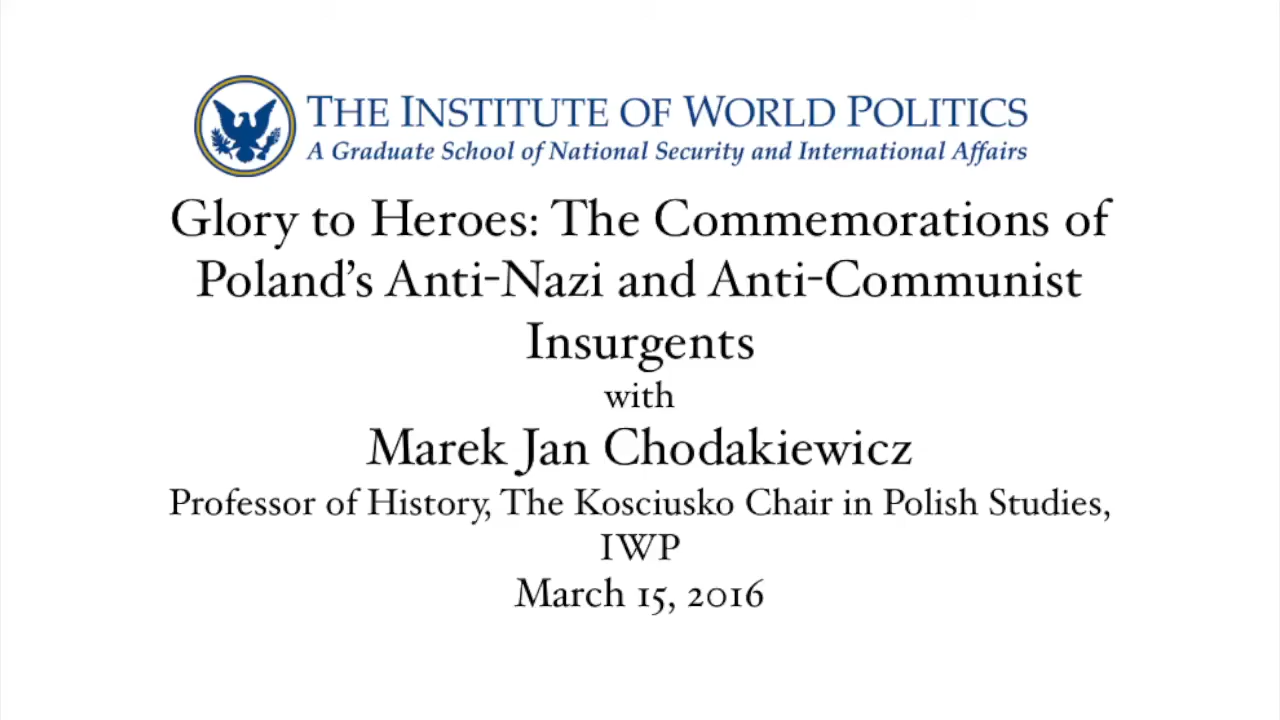 THE INSTITUTE OF WORLD POLITICS
A Graduate School of National Security and International Affairs
Glory to Heroes: The Commemorations of
Poland’s Anti-Nazi and Anti-Communist
Insurgents
with
Marek Jan Chodakiewicz
Professor of History, The Kosciusko Chair in Polish Studies,
IWP
March 15, 2016